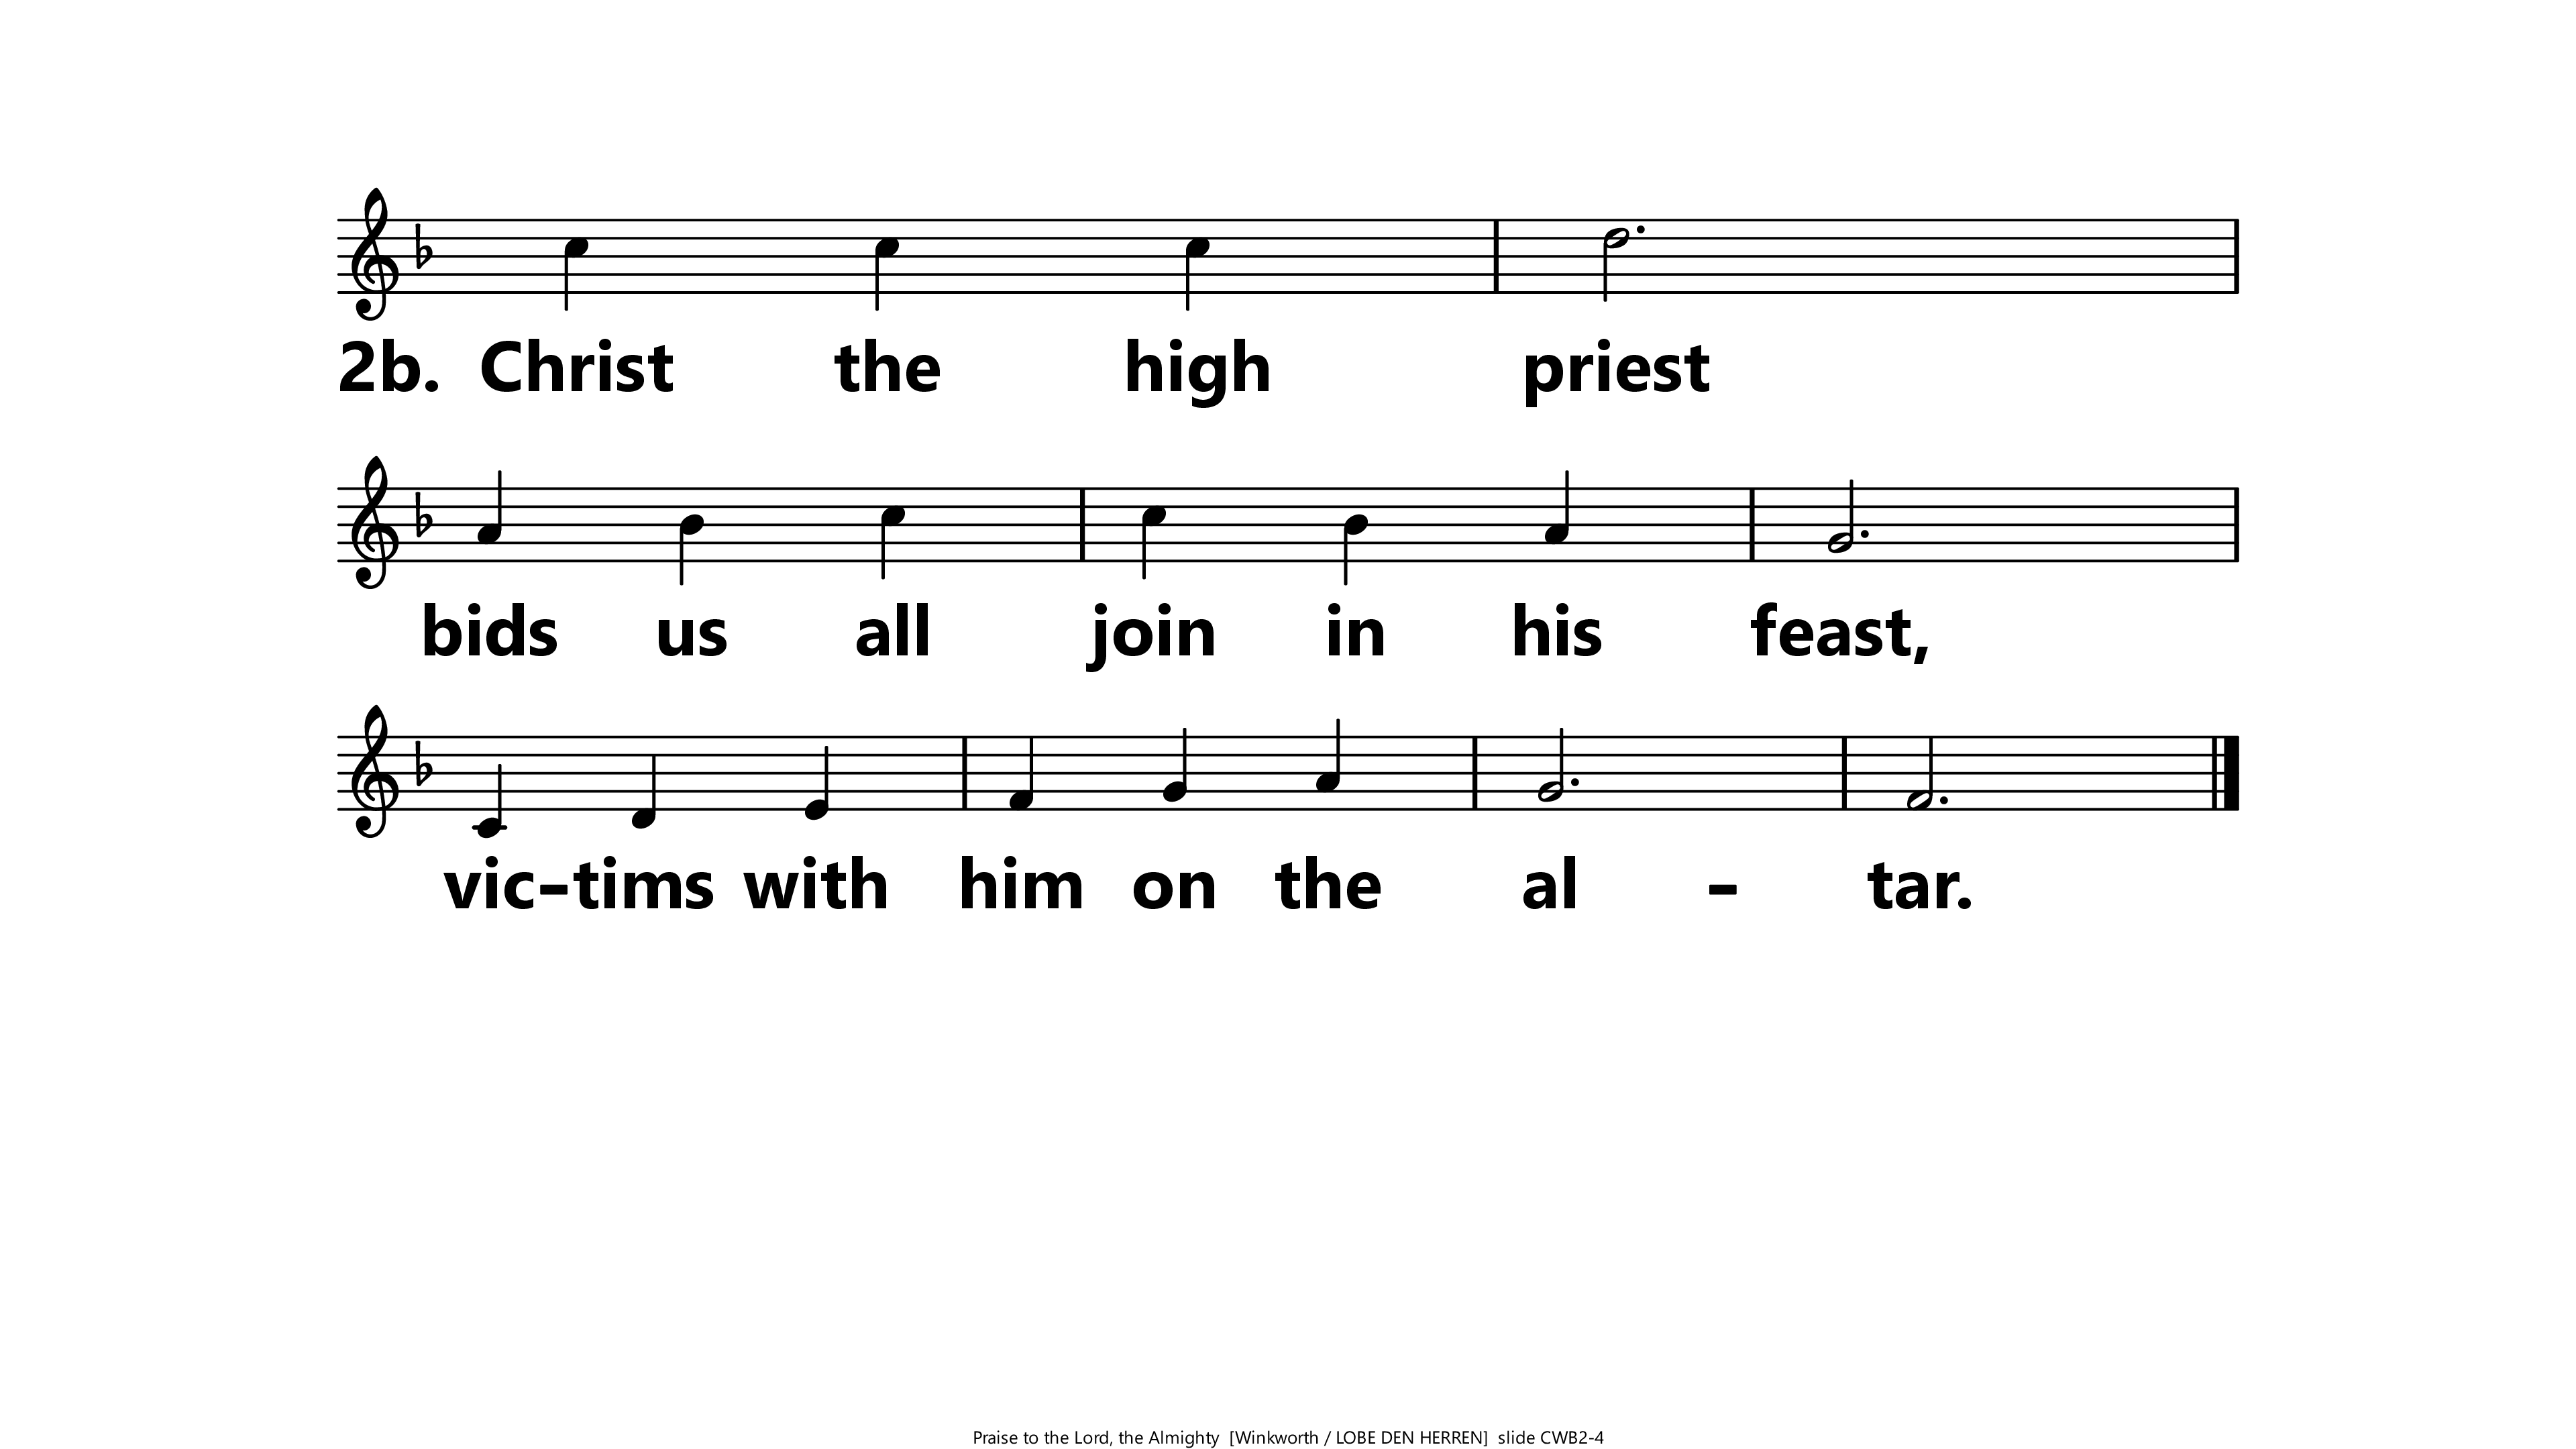 2b. Christ the high priest
bids us all join in his feast,
vic-tims with him on the al - tar.
Praise to the Lord, the Almighty [Winkworth / LOBE DEN HERREN] slide CWB2-4